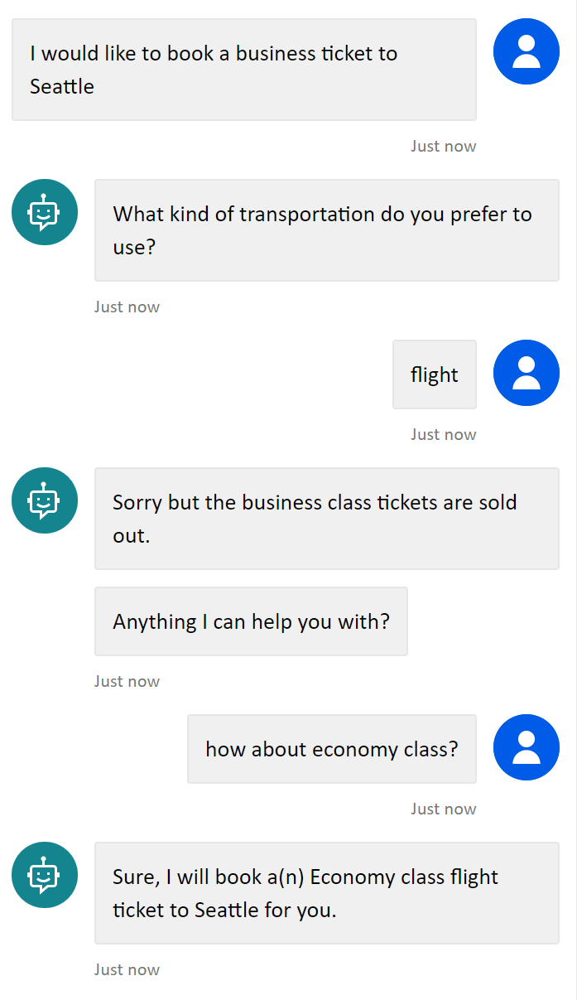 I would like to book a business ticket to
Seattle
Just now
What kind of transportation do you prefer to
use?
Just now
flight
Just now
Sorry but the business class tickets are sold
out.
Anything I can help you with?
Just now
how about economy class?
Just now
Sure, I will book a(n) Economy class flight
ticket to Seattle for you.
Just now